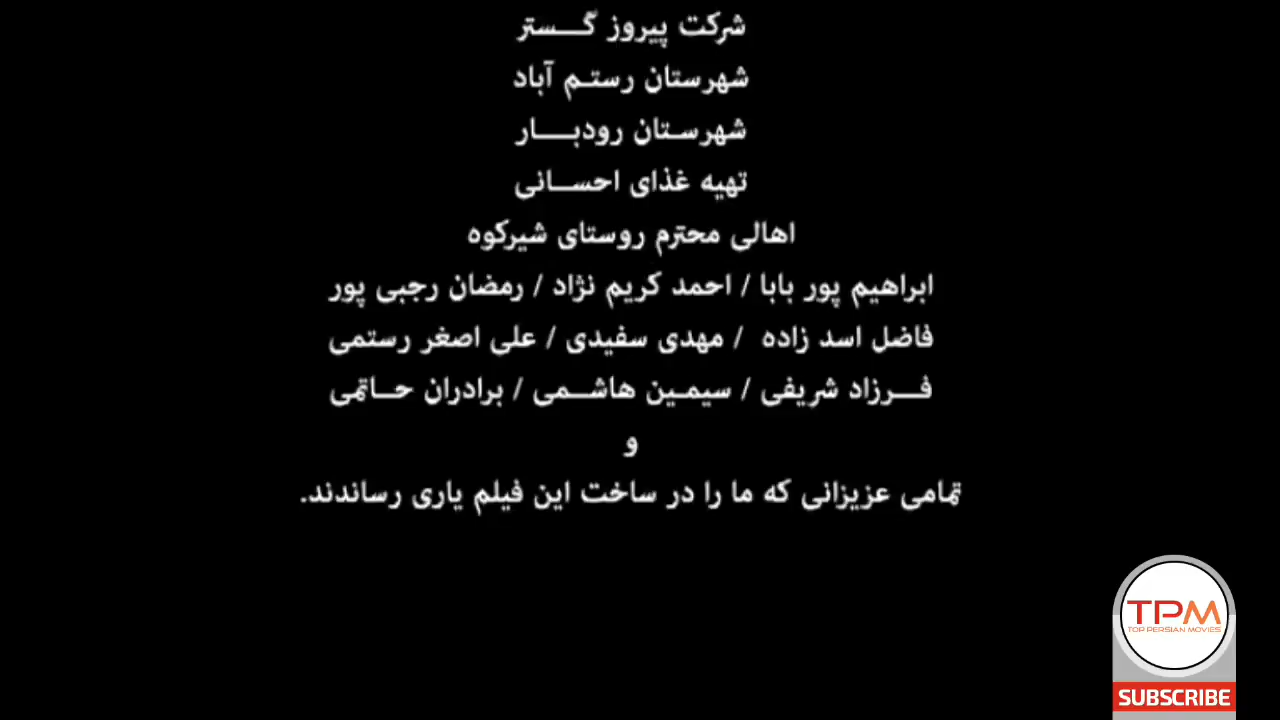 شرکت پیروز گستر
شهرستان رستم آباد
شهرستان رودبار
تهیه غذای احسانی
اهالی محترم روستای شیرکوه
ابراهیم پور بابا / احمد کریم نژاد / رمضان رجبی پور
فاضل اسد زاده / مهدی سفیدی / علی اصغر رستمی
فرزاد شریفی / سیمین هاشمی / برادران حاتمی
و
تمامی عزیزانی که ما را در ساخت این فیلم یاری رساندند.
TPM
TOP PERSIAN MOVIES
SUBSCRIBE